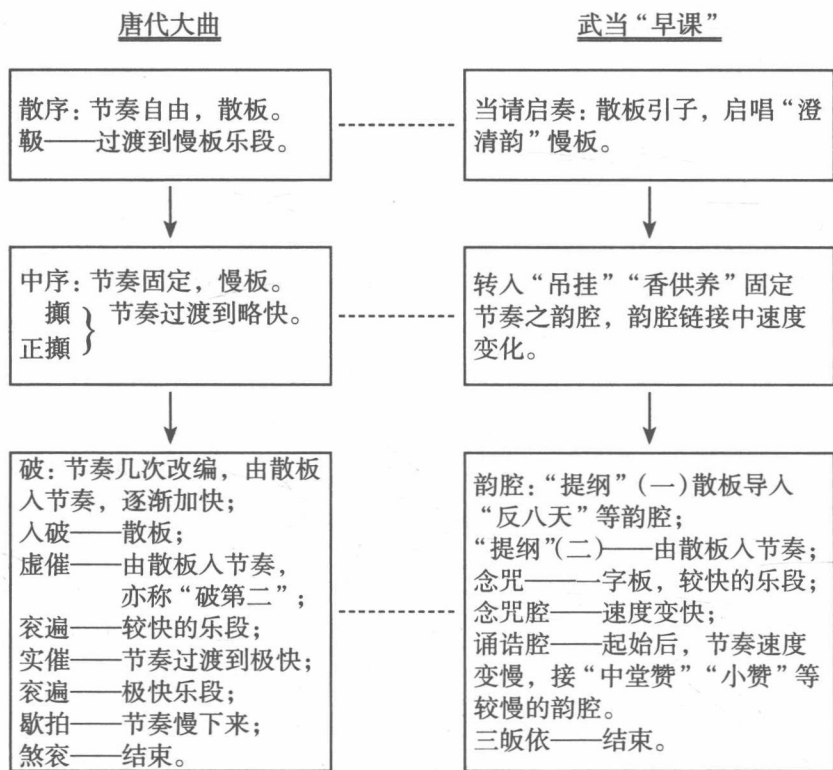 唐代大曲
散序：节奏自由，散板。
靸——过渡到慢板乐段。
中序：节奏固定，慢板。
攧
正攧
节奏过渡到略快。
破：节奏几次改编，由散板
入节奏，逐渐加快；
入破——散板；
虚催——由散板入节奏，
亦称“破第二”；
衮遍——较快的乐段；
实催——节奏过渡到极快；
衮遍——极快乐段；
歇拍——节奏慢下来；
煞衮——结束。
武当“早课”
当请启奏：散板引子，启唱“澄
清韵”慢板。
转入“吊挂”“香供养”固定
节奏之韵腔，韵腔链接中速度
变化。
韵腔：“提纲”（一）散板导入
“反八天”等韵腔；
“提纲”（二）——由散板入节奏；
念咒——一字板，较快的乐段；
念咒腔——速度变快；
诵诰腔——起始后，节奏速度
变慢，接“中堂赞”“小赞”等
较慢的韵腔。
三皈依——结束。